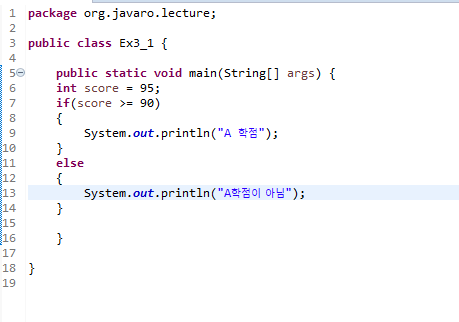 1 package org.javaro.lecture;
2
3 public class Ex3_1 {
4
5 public static void main(String[] args) {
6 int score = 95;
7 if(score >= 90)
8 {
9 System.out.println("A 학점");
10 }
11 else
12 {
13 System.out.println("A학점이 아님");
14 }
15
16 }
17
18 }
19